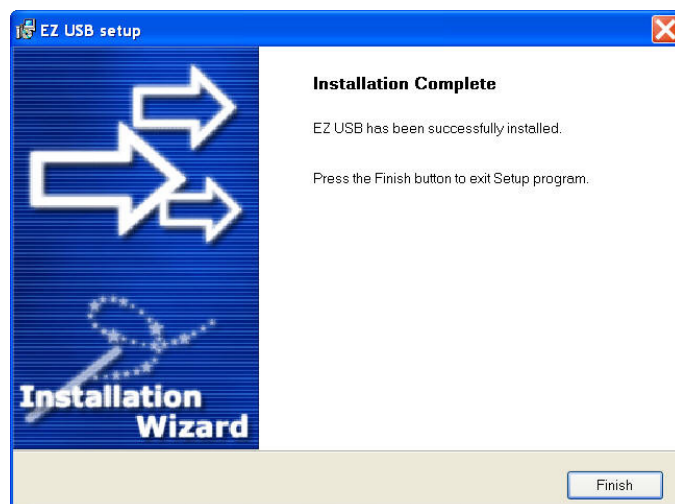 EZ USB setup
Installation Complete
EZ USB has been successfully installed.
Press the Finish button to exit Setup program.
Installation
Wizard
Finish